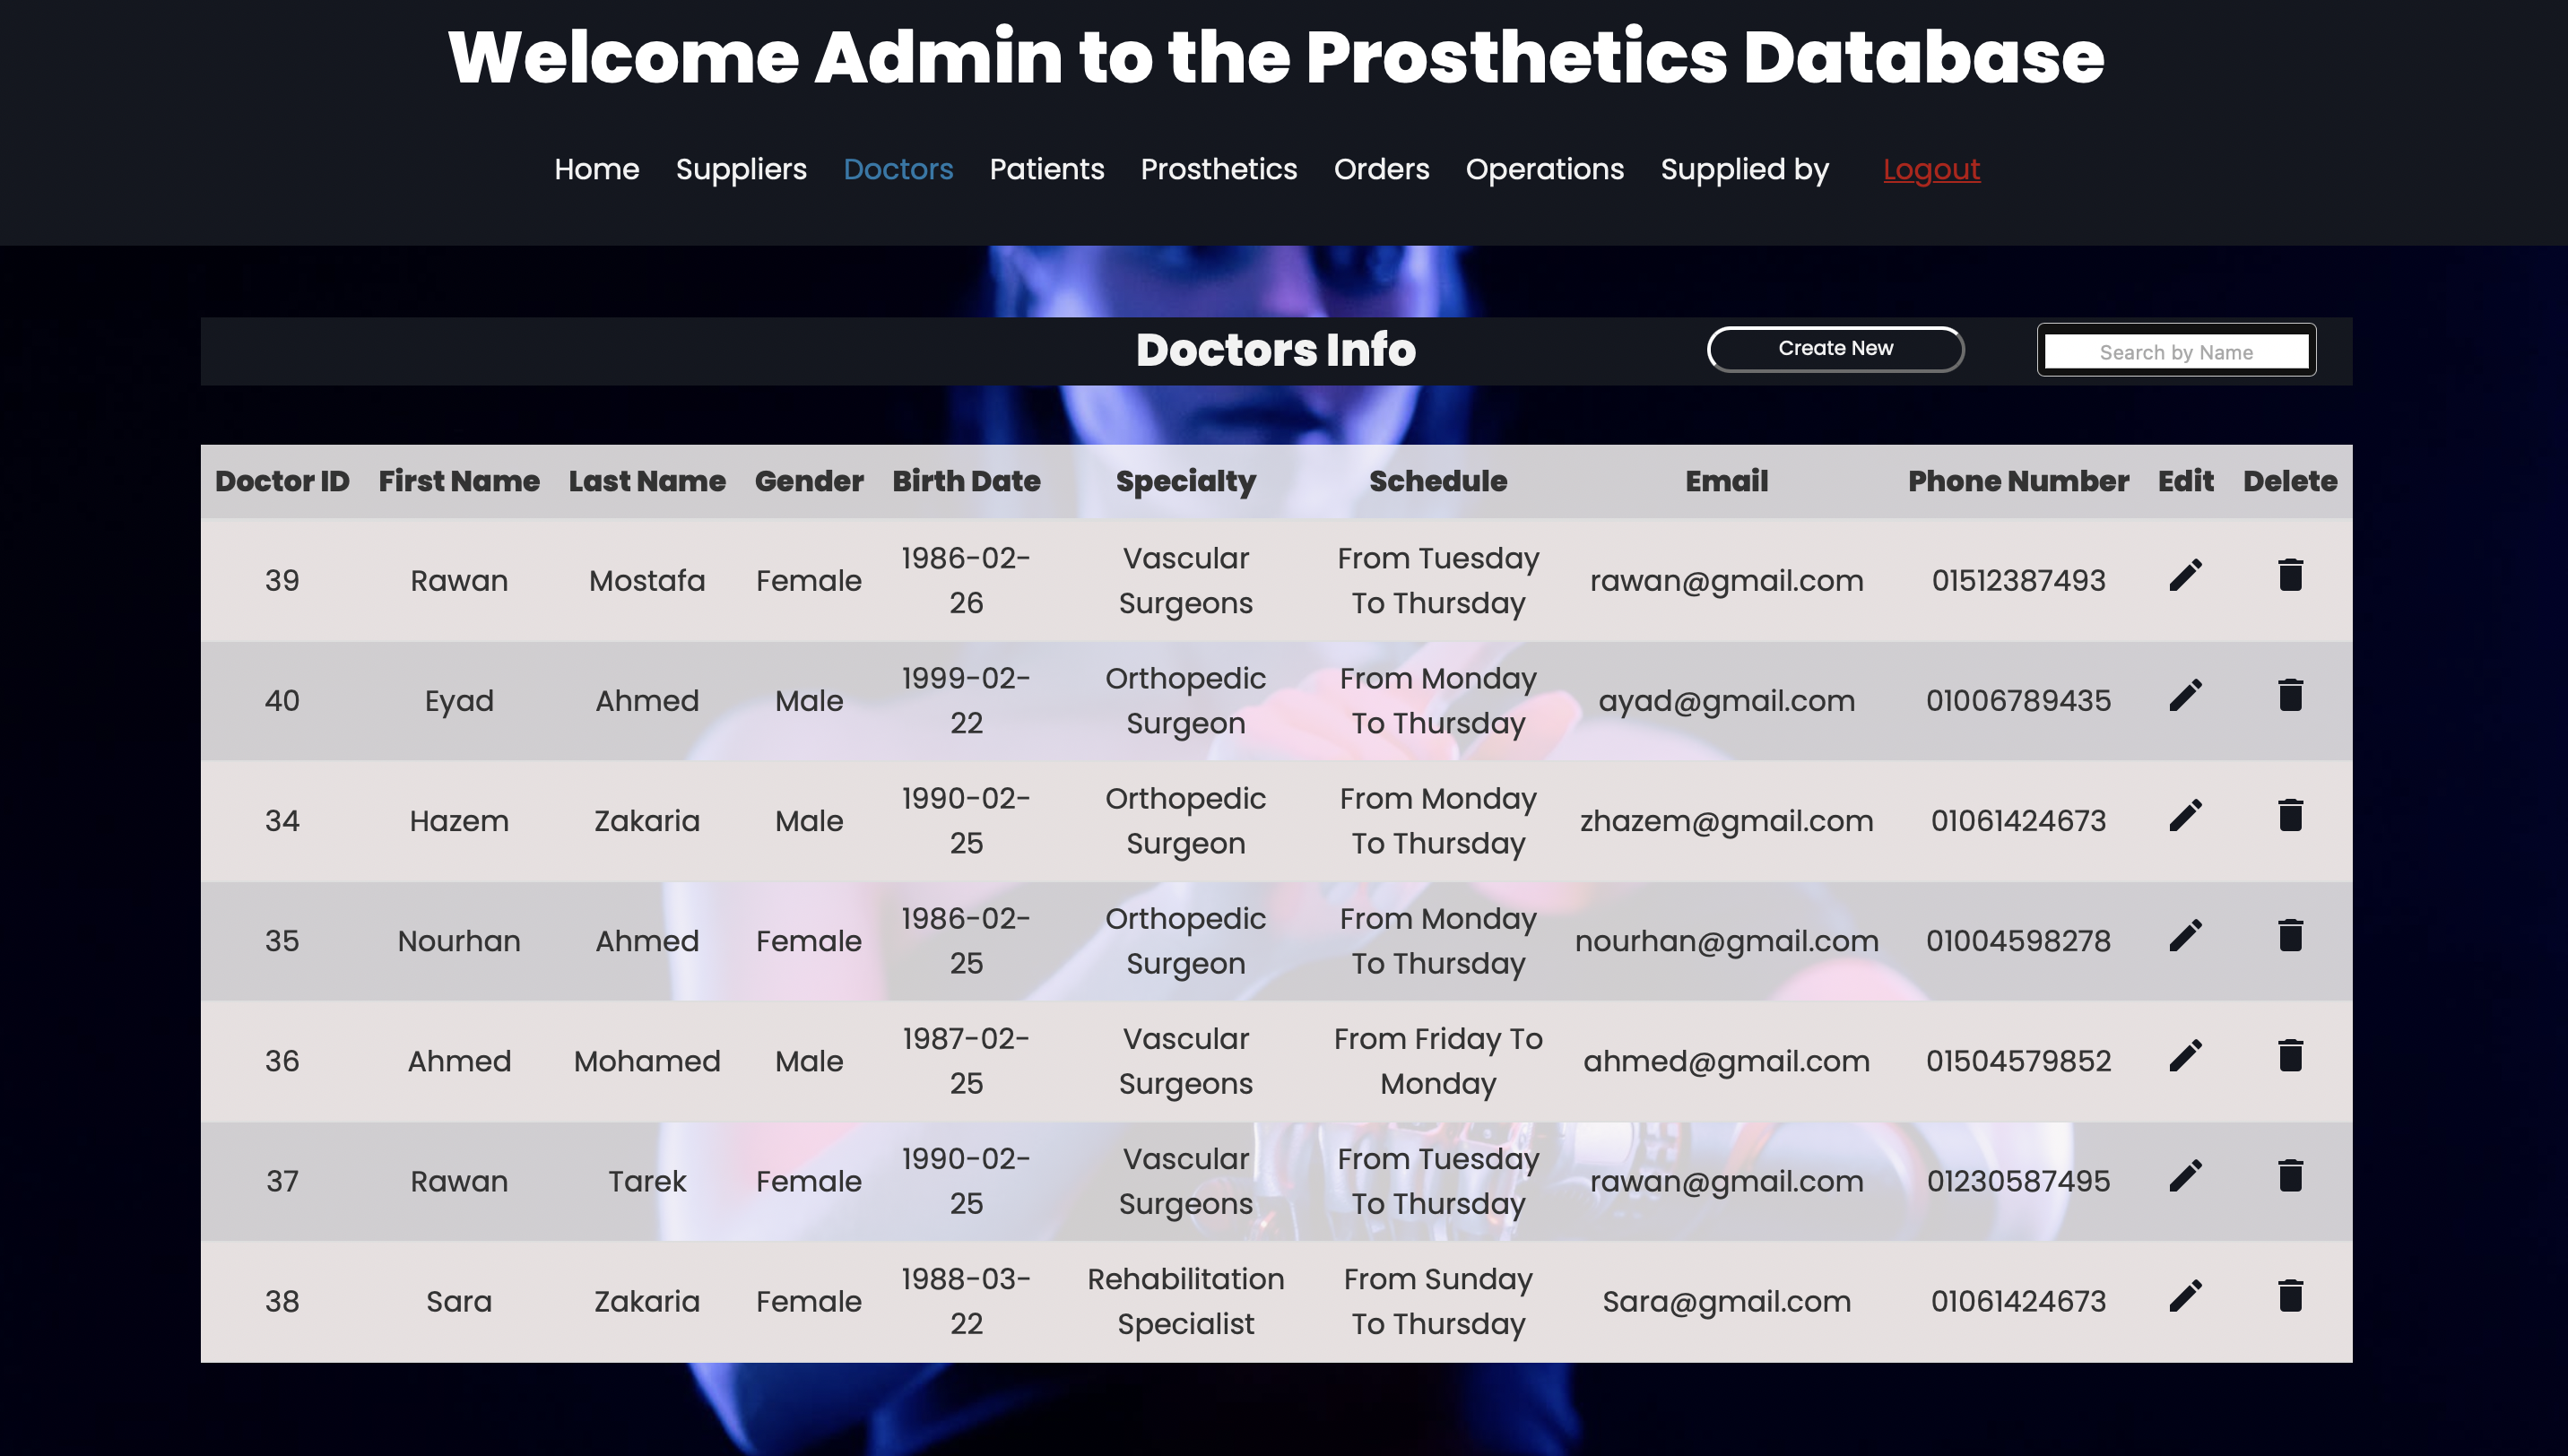 Welcome Admin to the Prosthetics Database
Home Suppliers Doctors Patients Prosthetics Orders Operations Supplied by Logout
Doctors Info Create New Search by Name
Doctor ID First Name Last Name Gender Birth Date Specialty Schedule Email Phone Number Edit Delete
39 Rawan Mostafa Female 1986-02-26 Vascular Surgeons From Tuesday To Thursday rawan@gmail.com 01512387493
40 Eyad Ahmed Male 1999-02-22 Orthopedic Surgeon From Monday To Thursday ayad@gmail.com 01006789435
34 Hazem Zakaria Male 1990-02-25 Orthopedic Surgeon From Monday To Thursday zhazem@gmail.com 01061424673
35 Nourhan Ahmed Female 1986-02-25 Orthopedic Surgeon From Monday To Thursday nourhan@gmail.com 01004598278
36 Ahmed Mohamed Male 1987-02-25 Vascular Surgeons From Friday To Monday ahmed@gmail.com 01504579852
37 Rawan Tarek Female 1990-02-25 Vascular Surgeons From Tuesday To Thursday rawan@gmail.com 01230587495
38 Sara Zakaria Female 1988-03-22 Rehabilitation Specialist From Sunday To Thursday Sara@gmail.com 01061424673